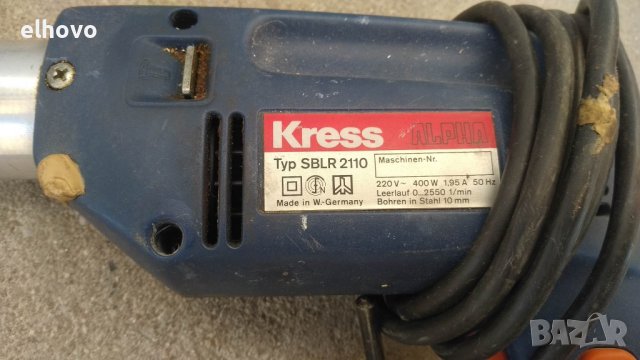 elhovo
Kress ALPHA
Typ SBLR 2110
Maschinen-Nr.
220 V~ 400 W 1,95 A 50 Hz
Leerlauf 0...2550 1/min
Made in W.-Germany Bohren in Stahl 10 mm
BAZAR